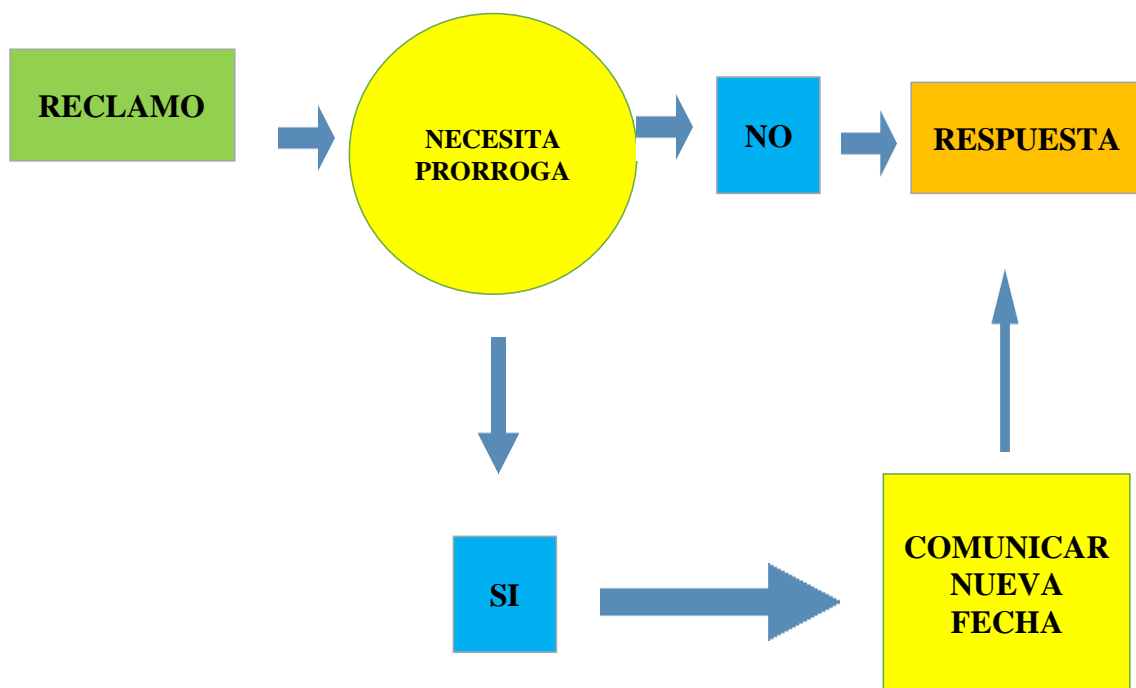 RECLAMO
NECESITA
PRORROGA
NO
RESPUESTA
SI
COMUNICAR
NUEVA
FECHA